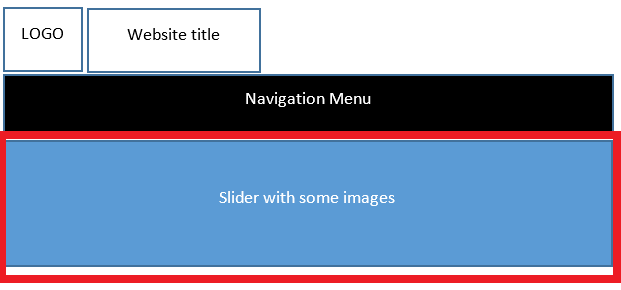 LOGO
Website title
Navigation Menu
Slider with some images